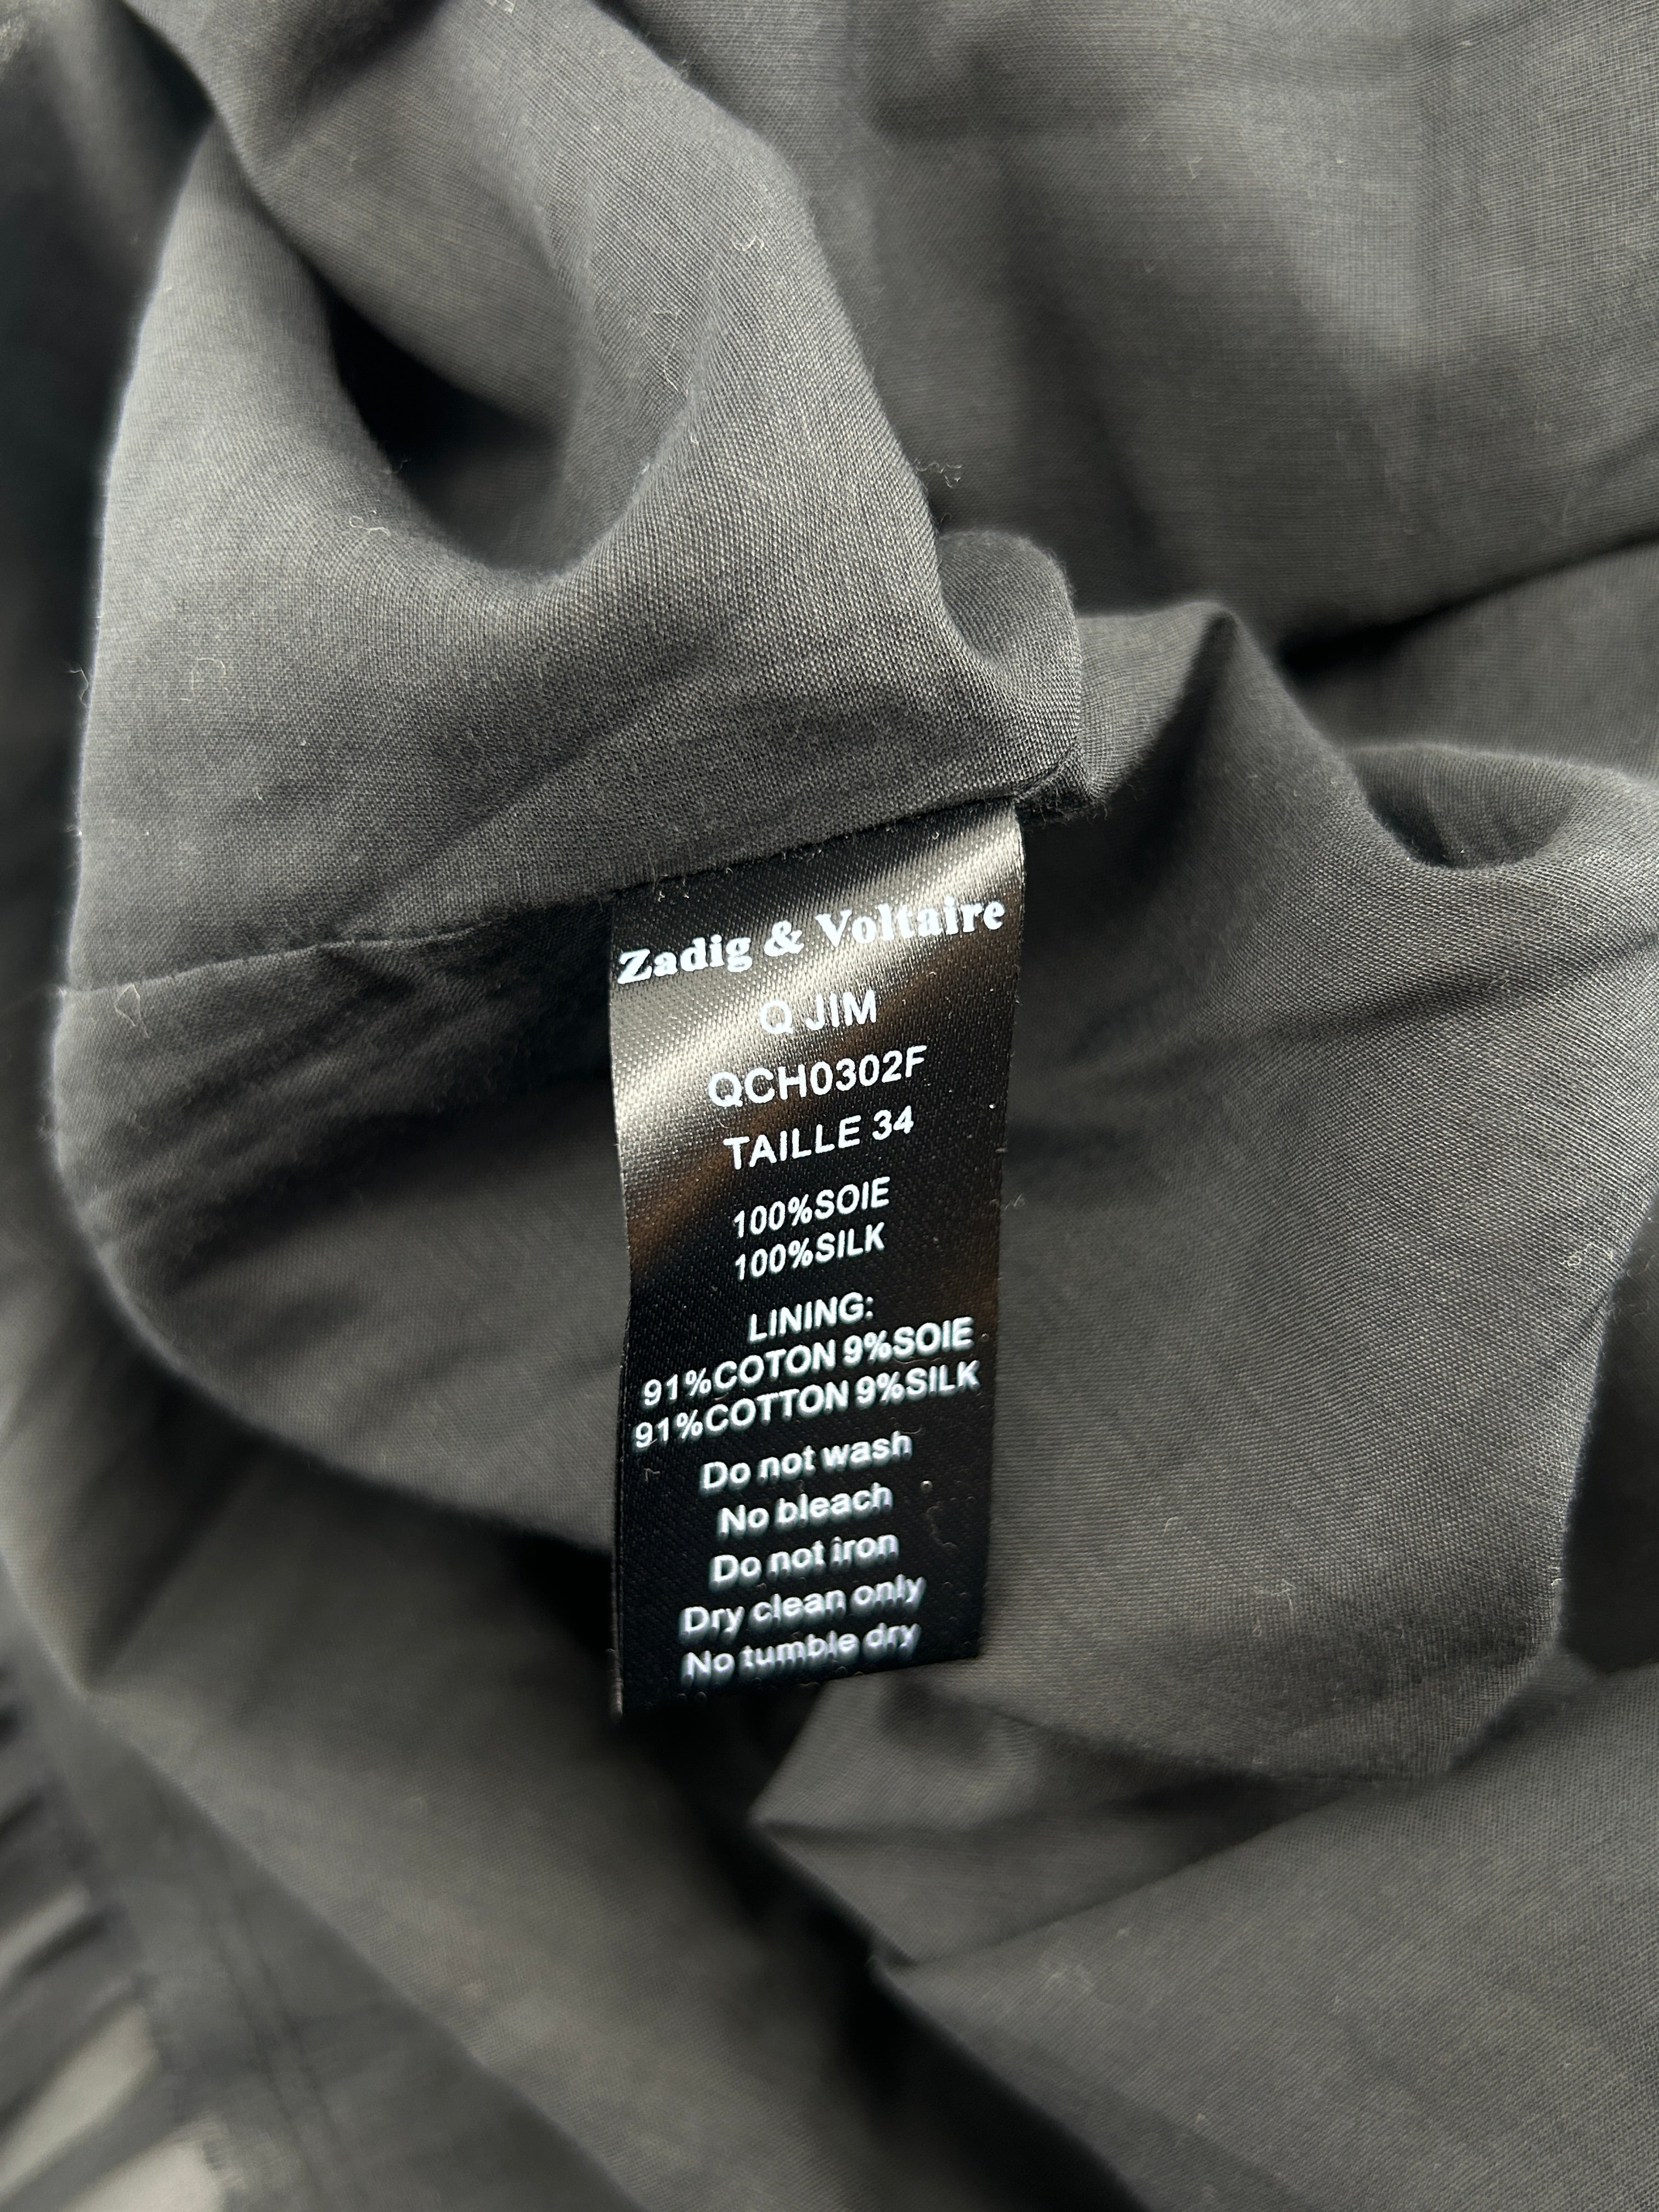 Zadig & Voltaire
Q JIM
QCH0302F
TAILLE 34
100%SOIE
100%SILK
LINING:
91%COTON 9%SOIE
91%COTTON 9%SILK
Do not wash
No bleach
Do not iron
Dry clean only
No tumble dry